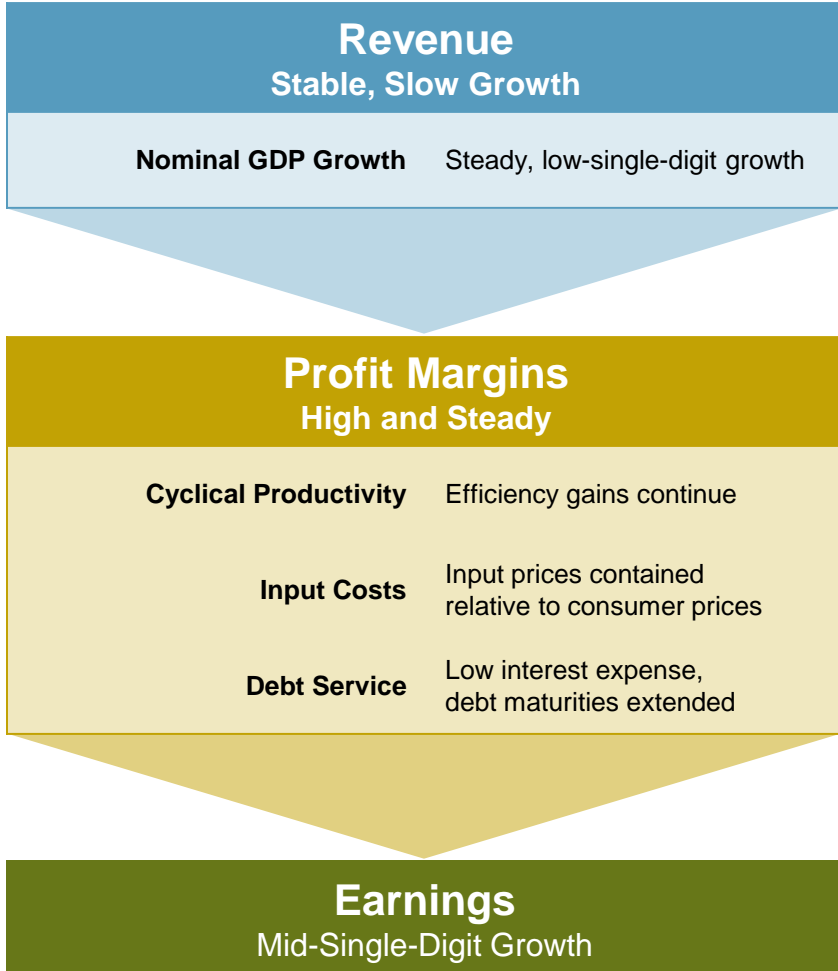 Revenue
Stable, Slow Growth
Nominal GDP Growth Steady, low-single-digit growth
Profit Margins
High and Steady
Cyclical Productivity Efficiency gains continue
Input Costs Input prices contained
relative to consumer prices
Debt Service Low interest expense,
debt maturities extended
Earnings
Mid-Single-Digit Growth